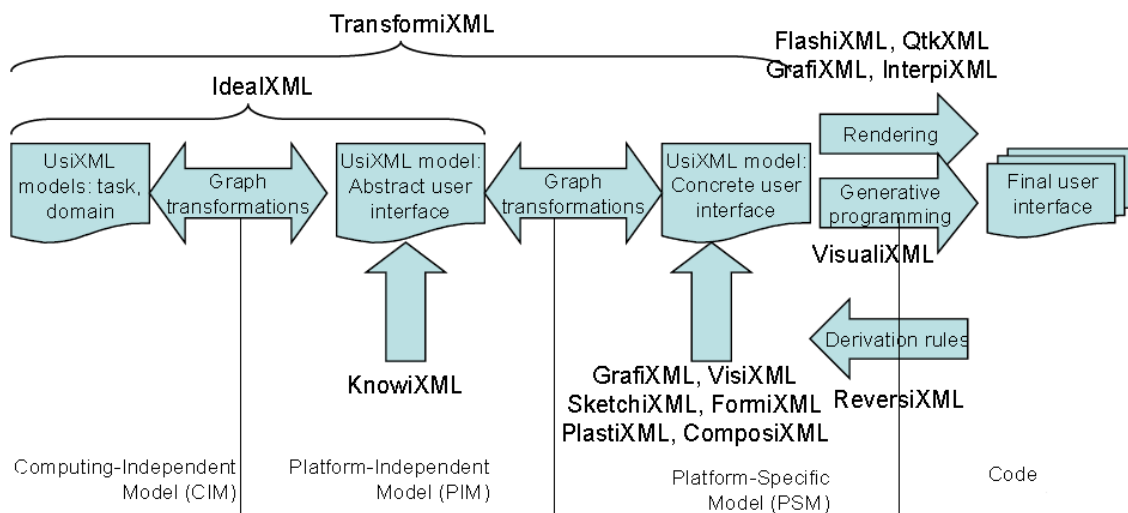 TransformiXML
FlashiXML, QtkXML
GrafiXML, InterpiXML
IdealXML
UsiXML
models: task,
domain
Graph
transformations
UsiXML model:
Abstract user
interface
Graph
transformations
UsiXML model:
Concrete user
interface
Rendering
Generative
programming
Final user
interface
VisualiXML
Derivation rules
ReversiXML
KnowiXML
GrafiXML, VisiXML
SketchiXML, FormiXML
PlastiXML, ComposiXML
Computing-Independent
Model (CIM)
Platform-Independent
Model (PIM)
Platform-Specific
Model (PSM)
Code